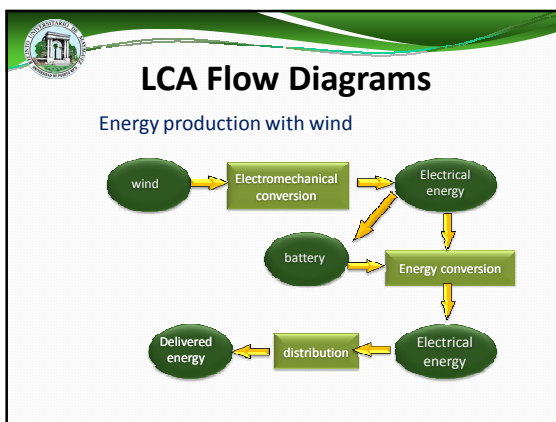 LCA Flow Diagrams
Energy production with wind
wind
Electromechanical
conversion
Electrical
energy
battery
Energy conversion
Delivered
energy
distribution
Electrical
energy